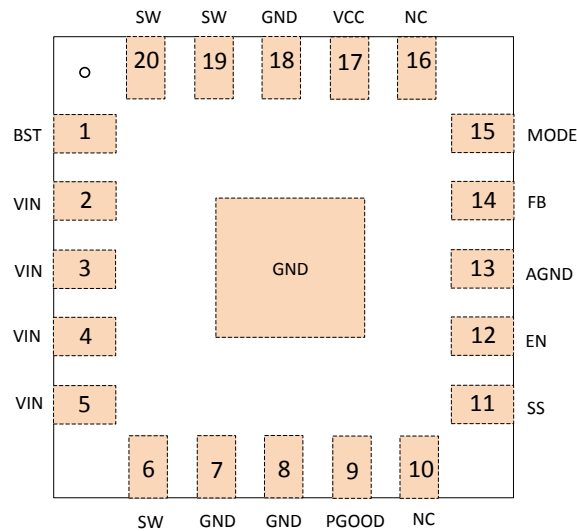 SW SW GND VCC NC
20 19 18 17 16
BST 1 15 MODE
VIN 2 14 FB
VIN 3 GND 13 AGND
VIN 4 12 EN
VIN 5 11 SS
6 7 8 9 10
SW GND GND PGOOD NC